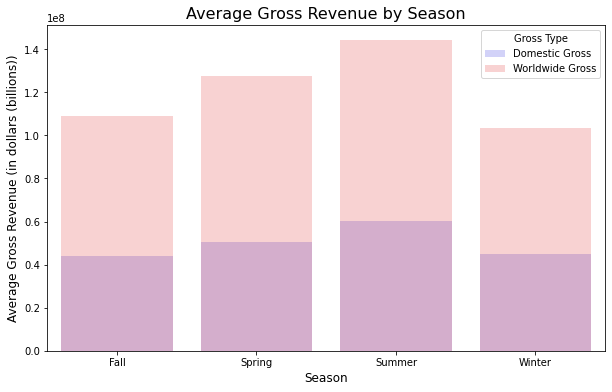 Average Gross Revenue by Season
1e8
Gross Type
Domestic Gross
Worldwide Gross
Average Gross Revenue (in dollars (billions))
1.4
1.2
1.0
0.8
0.6
0.4
0.2
0.0
Fall
Spring
Summer
Winter
Season